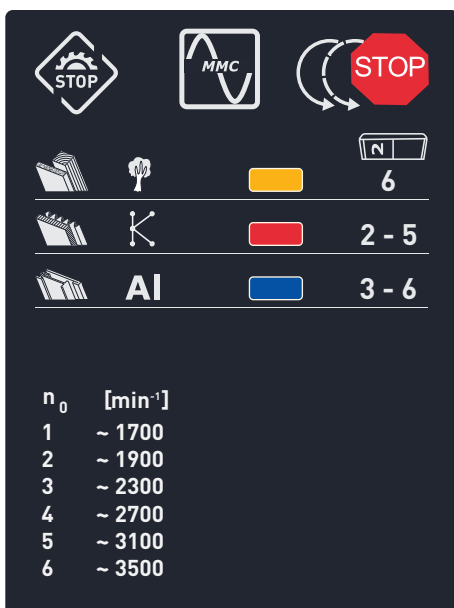 STOP
MMC
STOP
2
6
2 - 5
Al
3 - 6
n0 [min-1]
1 ~ 1700
2 ~ 1900
3 ~ 2300
4 ~ 2700
5 ~ 3100
6 ~ 3500